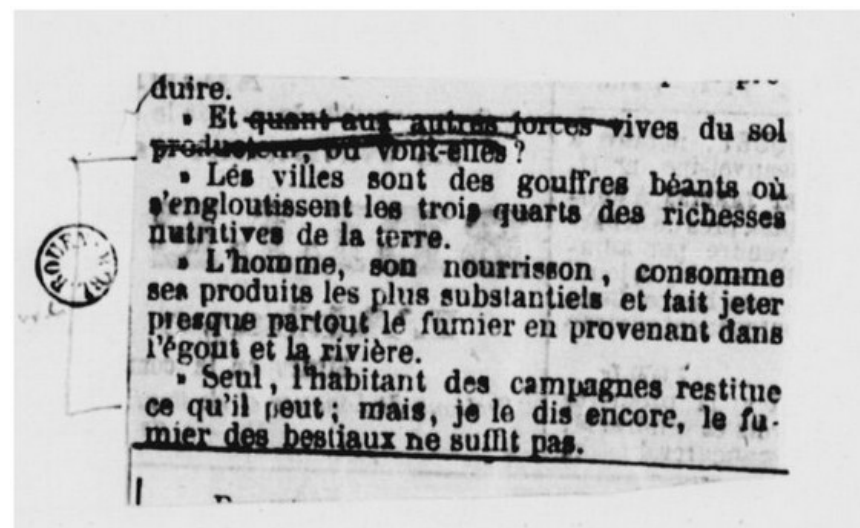 duire.
» Et quant aux autres forces vives du sol
producteur, où vont-elles ?
» Les villes sont des gouffres béants où
s'engloutissent les trois quarts des richesses
nutritives de la terre.
» L'homme, son nourrisson, consomme
ses produits les plus substantiels et fait jeter
presque partout le fumier en provenant dans
l'égout et la rivière.
» Seul, l'habitant des campagnes restitue
ce qu'il peut ; mais, je le dis encore, le fu-
mier des bestiaux ne suffit pas.
ROUEN